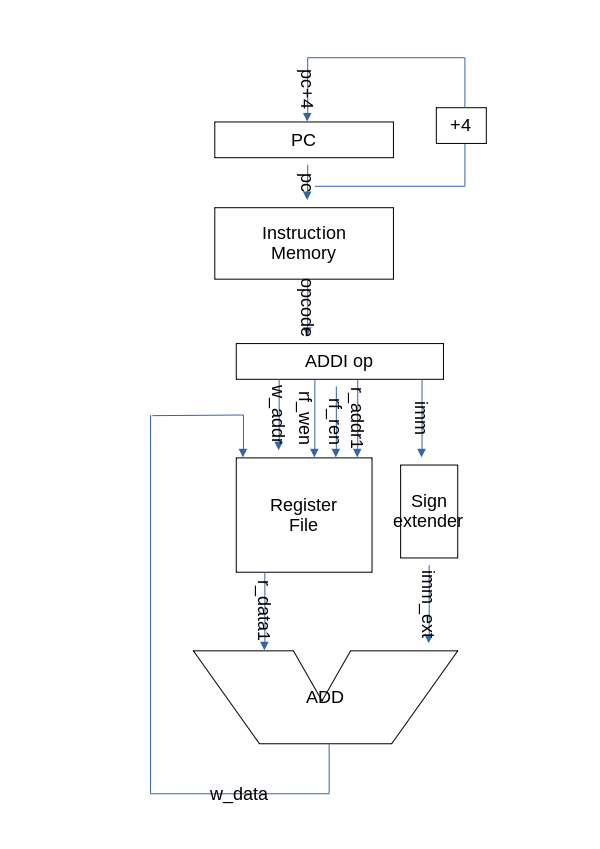 pc+4
+4
PC
pc
Instruction
Memory
opcode
ADDI op
w_addr
rf_wen
rf_ren
r_addr1
imm
Register
File
Sign
extender
r_data1
imm_ext
ADD
w_data